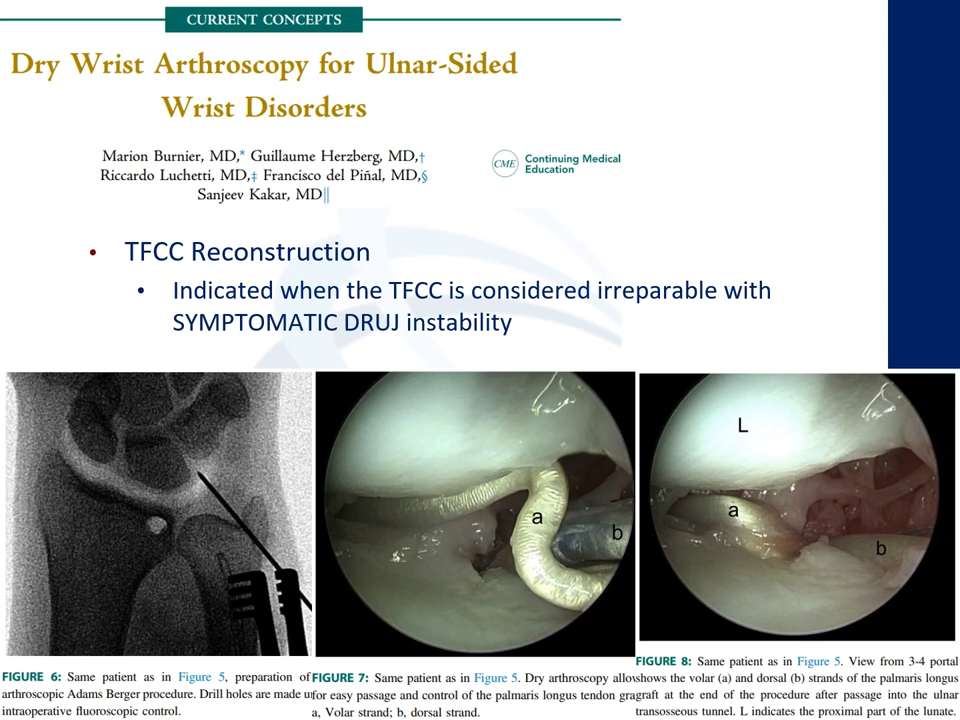 CURRENT CONCEPTS
Dry Wrist Arthroscopy for Ulnar-Sided
Wrist Disorders
Marion Burnier, MD,* Guillaume Herzberg, MD,†
Riccardo Luchetti, MD,‡ Francisco del Piñal, MD,§
Sanjeev Kakar, MD||
CME Continuing Medical
Education
• TFCC Reconstruction
• Indicated when the TFCC is considered irreparable with
SYMPTOMATIC DRUJ instability
a
b
L
a
b
FIGURE 6: Same patient as in Figure 5, preparation of
arthroscopic Adams Berger procedure. Drill holes are made u
intraoperative fluoroscopic control.
FIGURE 7: Same patient as in Figure 5. Dry arthroscopy allo
for easy passage and control of the palmaris longus tendon gra
a, Volar strand; b, dorsal strand.
FIGURE 8: Same patient as in Figure 5. View from 3-4 portal
shows the volar (a) and dorsal (b) strands of the palmaris longus
graft at the end of the procedure after passage into the ulnar
transosseous tunnel. L indicates the proximal part of the lunate.